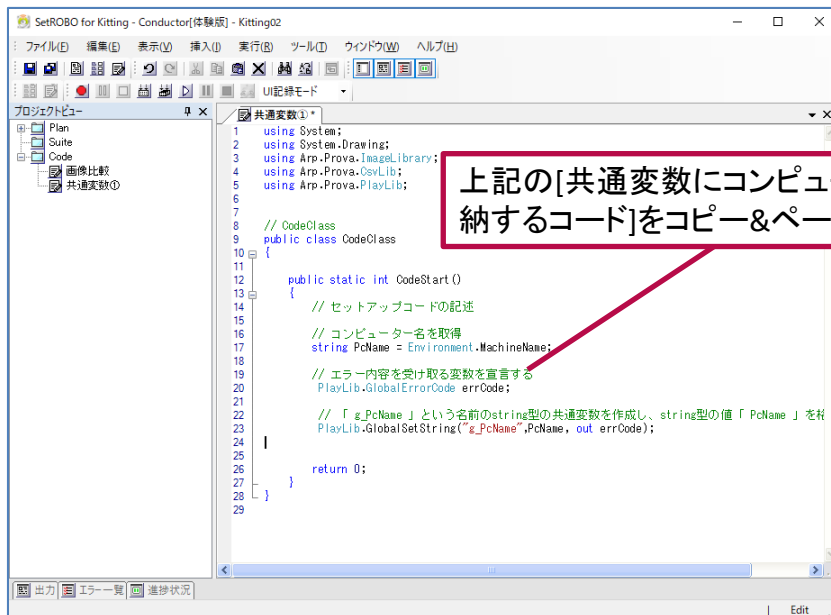 SetROBO for Kitting - Conductor[体験版] - Kitting02
ファイル(F) 編集(E) 表示(V) 挿入(I) 実行(R) ツール(T) ウィンドウ(W) ヘルプ(H)
UI記録モード
プロジェクトビュー
Plan
Suite
Code
画像比較
共通変数①
共通変数① *
1 using System;
2 using System.Drawing;
3 using Arp.Prova.ImageLibrary;
4 using Arp.Prova.CsvLib;
5 using Arp.Prova.PlayLib;
6
7
8 // CodeClass
9 public class CodeClass
10 {
11
12 public static int CodeStart()
13 {
14 // セットアップコードの記述
15
16 // コンピューター名を取得
17 string PcName = Environment.MachineName;
18
19 // エラー内容を受け取る変数を宣言する
20 PlayLib.GlobalErrorCode errCode;
21
22 // 「 g_PcName 」という名前のstring型の共通変数を作成し、string型の値「 PcName 」を格
23 PlayLib.GlobalSetString("g_PcName",PcName, out errCode);
24
25
26 return 0;
27 }
28 }
29
上記の[共通変数にコンピュ
納するコード]をコピー&ペー
出力 エラー一覧 進捗状況
Edit